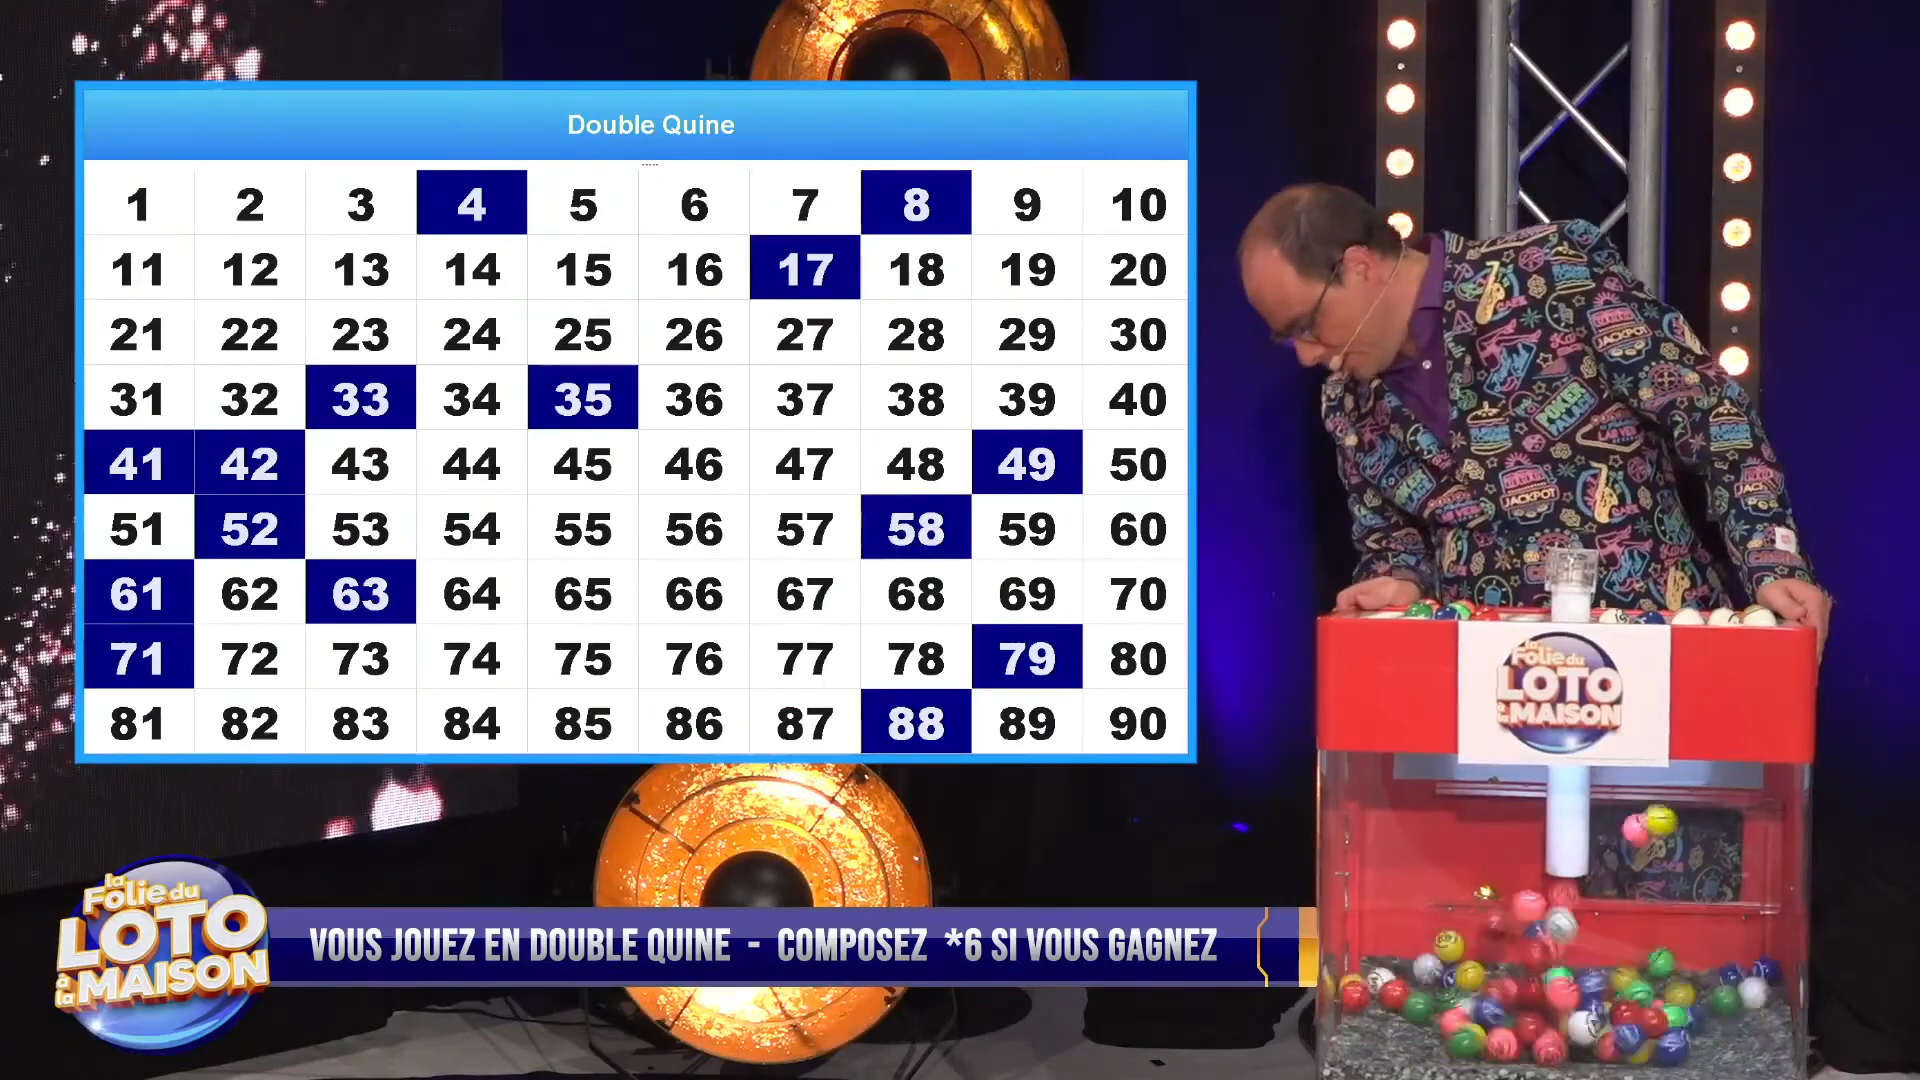 Double Quine
1 2 3 4 5 6 7 8 9 10
11 12 13 14 15 16 17 18 19 20
21 22 23 24 25 26 27 28 29 30
31 32 33 34 35 36 37 38 39 40
41 42 43 44 45 46 47 48 49 50
51 52 53 54 55 56 57 58 59 60
61 62 63 64 65 66 67 68 69 70
71 72 73 74 75 76 77 78 79 80
81 82 83 84 85 86 87 88 89 90
JACKPOT
POKER
JACKPOT
la
Folie du
LOTO
à la
MAISON
la
Folie du
LOTO
à la
MAISON
VOUS JOUEZ EN DOUBLE QUINE - COMPOSEZ *6 SI VOUS GAGNEZ